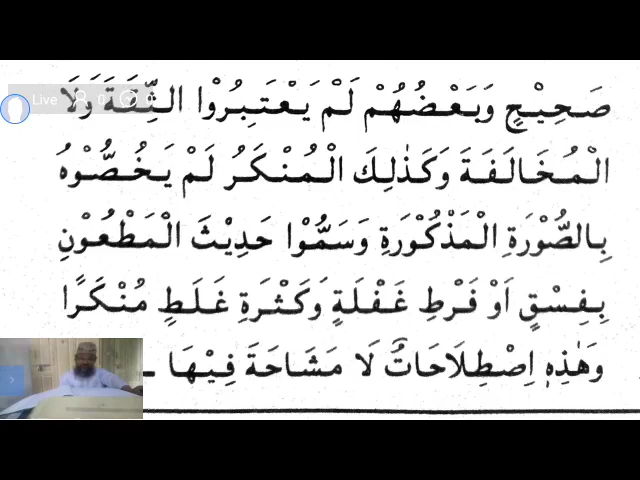 Live
صَحِيْحٍ وَبَعْضُهُمْ لَمْ يَعْتَبِرُوْا الثِّقَةَ وَلَا
الْمُخَالَفَةَ وَكَذٰلِكَ الْمُنْكَرُ لَمْ يَخُصُّوْهُ
بِالصُّوْرَةِ الْمَذْكُوْرَةِ وَسَمُّوْا حَدِيْثَ الْمَطْعُوْنِ
بِفِسْقٍ اَوْ فَرْطِ غَفْلَةٍ وَكَثْرَةِ غَلَطٍ مُنْكَرًا
وَهٰذِهٖ اِصْطِلَاحَاتٌ لَا مَشَاحَةَ فِيْهَا ـ